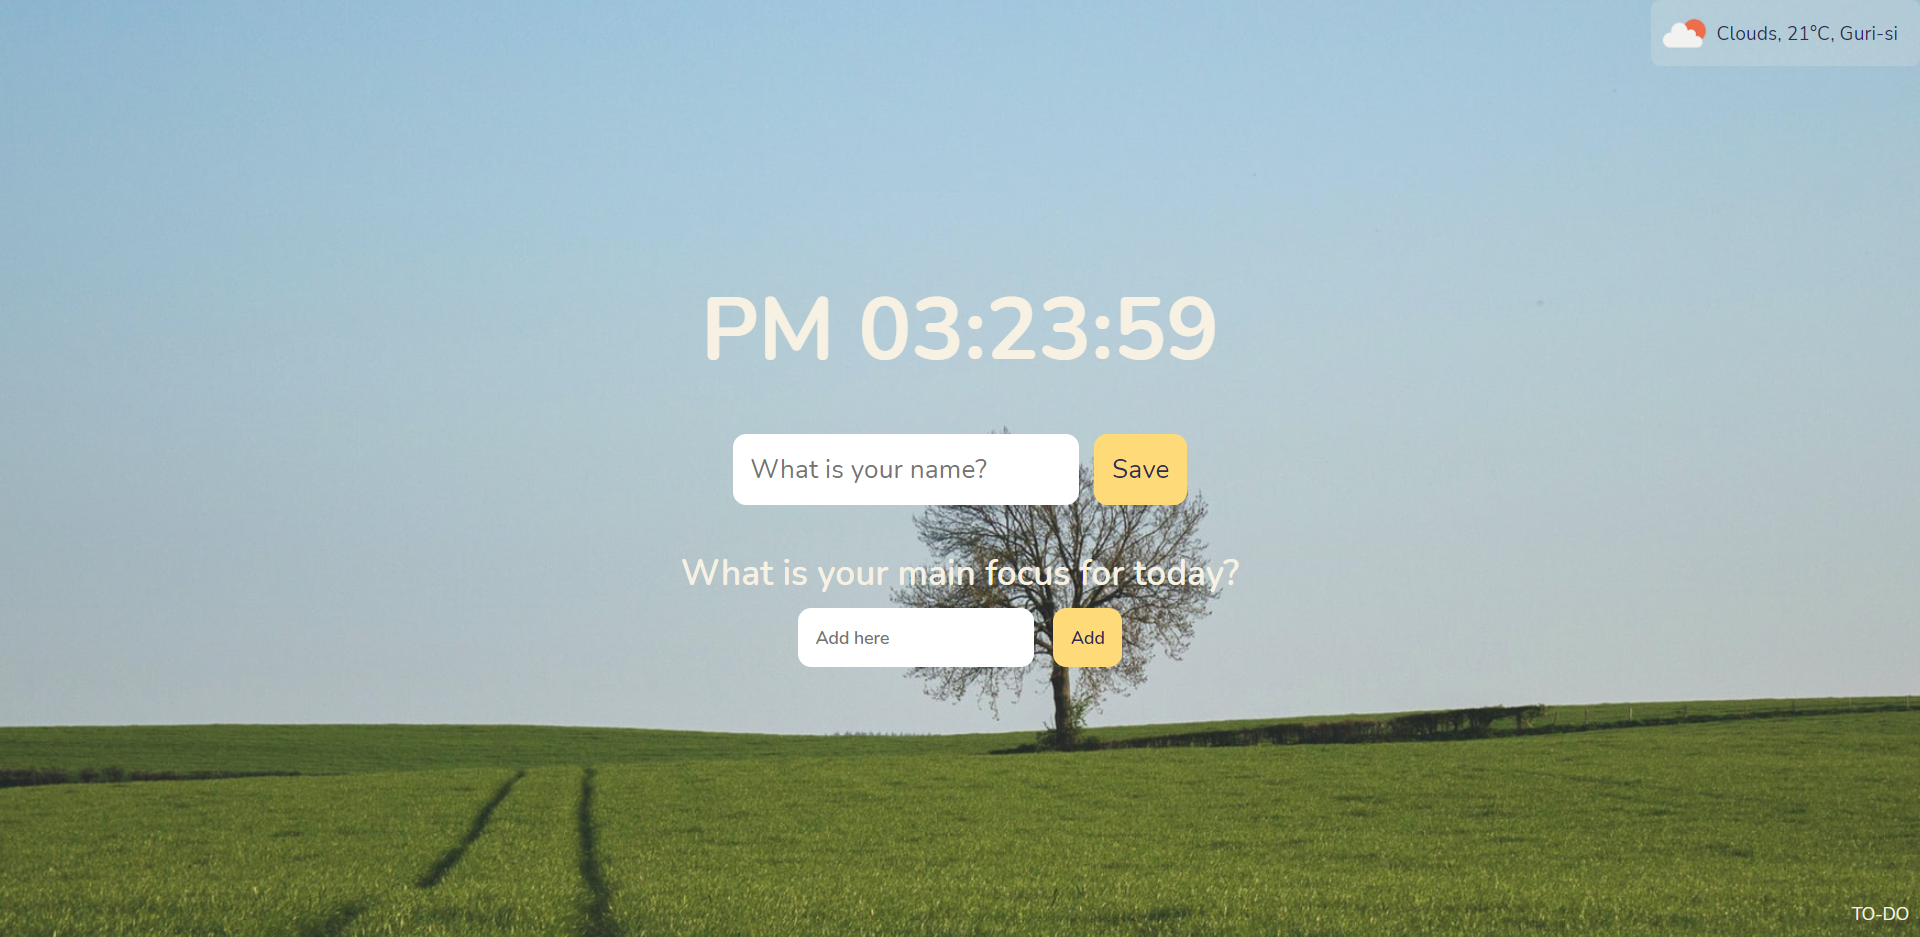 Clouds, 21°C, Guri-si
PM 03:23:59
What is your name?
Save
What is your main focus for today?
Add here
Add
TO-DO